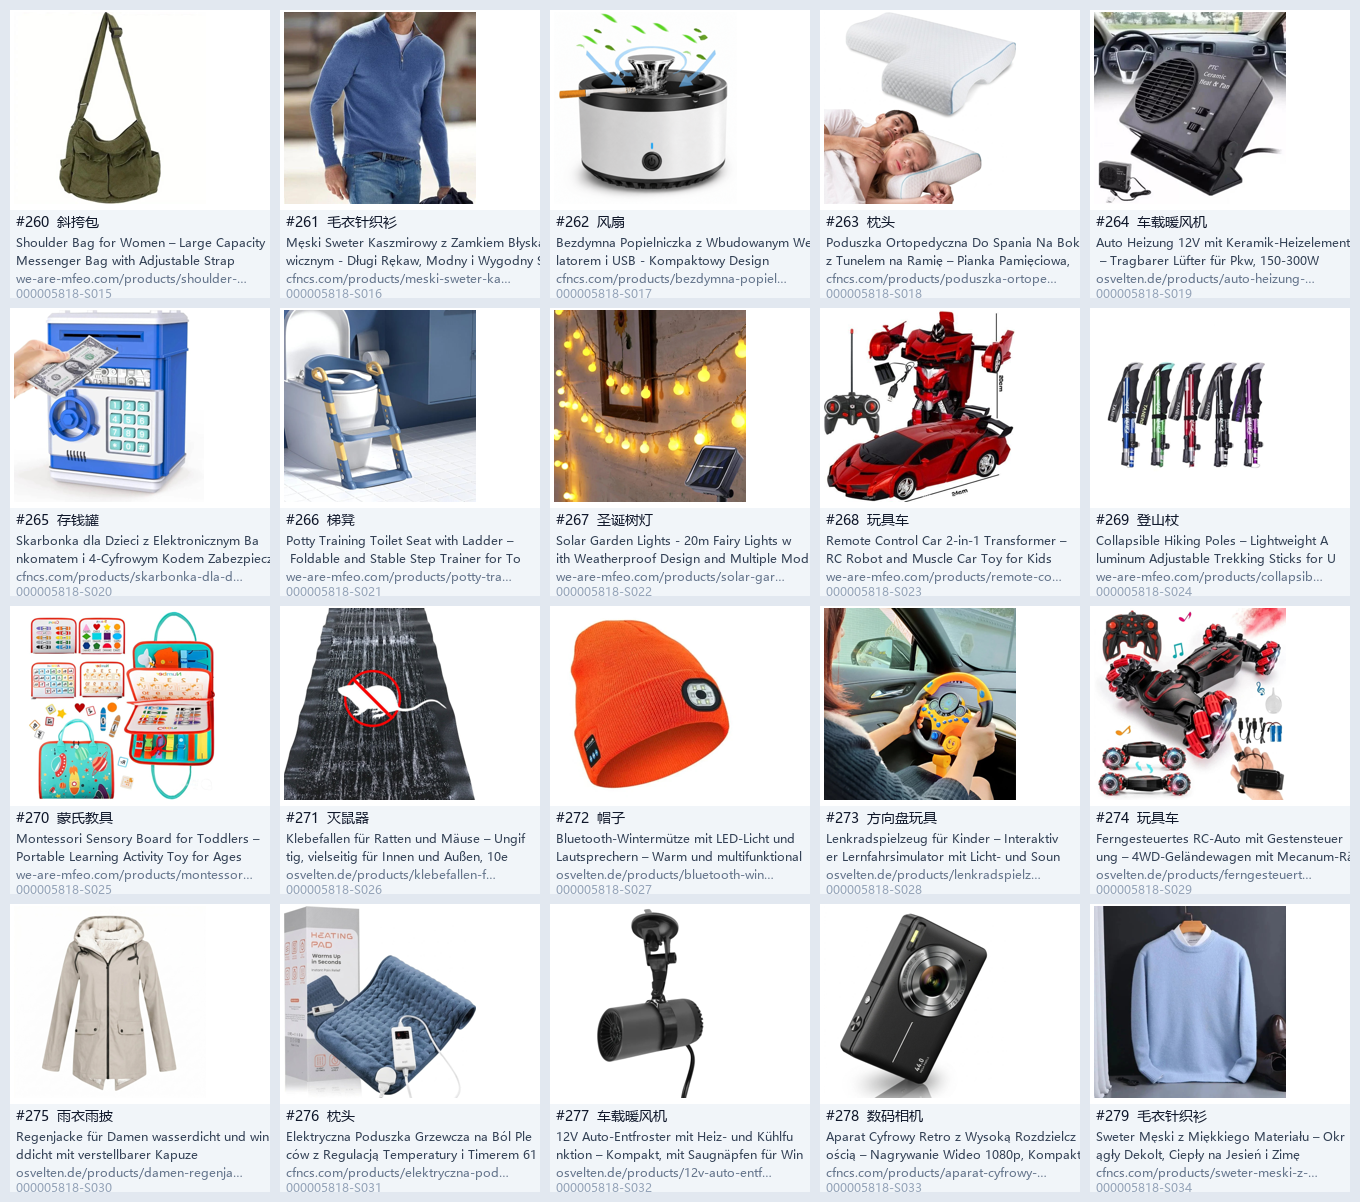 #260 斜挎包
Shoulder Bag for Women – Large Capacity
Messenger Bag with Adjustable Strap
we-are-mfeo.com/products/shoulder-...
000005818-S015
#261 毛衣针织衫
Męski Sweter Kaszmirowy z Zamkiem Błyska
wicznym - Długi Rękaw, Modny i Wygodny S
cfncs.com/products/meski-sweter-ka...
000005818-S016
#262 风扇
Bezdymna Popielniczka z Wbudowanym We
latorem i USB - Kompaktowy Design
cfncs.com/products/bezdymna-popiel...
000005818-S017
#263 枕头
Poduszka Ortopedyczna Do Spania Na Bok
z Tunelem na Ramię – Pianka Pamięciowa,
cfncs.com/products/poduszka-ortope...
000005818-S018
PTC
Ceramic
Heat & Fan
#264 车载暖风机
Auto Heizung 12V mit Keramik-Heizelement
– Tragbarer Lüfter für Pkw, 150-300W
osvelten.de/products/auto-heizung-...
000005818-S019
#265 存钱罐
Skarbonka dla Dzieci z Elektronicznym Ba
nkomatem i 4-Cyfrowym Kodem Zabezpiecz
cfncs.com/products/skarbonka-dla-d...
000005818-S020
#266 梯凳
Potty Training Toilet Seat with Ladder –
Foldable and Stable Step Trainer for To
we-are-mfeo.com/products/potty-tra...
000005818-S021
#267 圣诞树灯
Solar Garden Lights - 20m Fairy Lights w
ith Weatherproof Design and Multiple Mod
we-are-mfeo.com/products/solar-gar...
000005818-S022
20cm
24cm
#268 玩具车
Remote Control Car 2-in-1 Transformer –
RC Robot and Muscle Car Toy for Kids
we-are-mfeo.com/products/remote-co...
000005818-S023
#269 登山杖
Collapsible Hiking Poles – Lightweight A
luminum Adjustable Trekking Sticks for U
we-are-mfeo.com/products/collapsib...
000005818-S024
#270 蒙氏教具
Montessori Sensory Board for Toddlers –
Portable Learning Activity Toy for Ages
we-are-mfeo.com/products/montessor...
000005818-S025
#271 灭鼠器
Klebefallen für Ratten und Mäuse – Ungif
tig, vielseitig für Innen und Außen, 10e
osvelten.de/products/klebefallen-f...
000005818-S026
#272 帽子
Bluetooth-Wintermütze mit LED-Licht und
Lautsprechern – Warm und multifunktional
osvelten.de/products/bluetooth-win...
000005818-S027
#273 方向盘玩具
Lenkradspielzeug für Kinder – Interaktiv
er Lernfahrsimulator mit Licht- und Soun
osvelten.de/products/lenkradspielz...
000005818-S028
#274 玩具车
Ferngesteuertes RC-Auto mit Gestensteuer
ung – 4WD-Geländewagen mit Mecanum-Rä
osvelten.de/products/ferngesteuert...
000005818-S029
#275 雨衣雨披
Regenjacke für Damen wasserdicht und win
ddicht mit verstellbarer Kapuze
osvelten.de/products/damen-regenja...
000005818-S030
HEATING
PAD
Warms Up
in Seconds
#276 枕头
Elektryczna Poduszka Grzewcza na Ból Ple
ców z Regulacją Temperatury i Timerem 61
cfncs.com/products/elektryczna-pod...
000005818-S031
#277 车载暖风机
12V Auto-Entfroster mit Heiz- und Kühlfu
nktion – Kompakt, mit Saugnäpfen für Win
osvelten.de/products/12v-auto-entf...
000005818-S032
44.0
#278 数码相机
Aparat Cyfrowy Retro z Wysoką Rozdzielcz
ością – Nagrywanie Wideo 1080p, Kompakt
cfncs.com/products/aparat-cyfrowy-...
000005818-S033
#279 毛衣针织衫
Sweter Męski z Miękkiego Materiału – Okr
ągły Dekolt, Ciepły na Jesień i Zimę
cfncs.com/products/sweter-meski-z-...
000005818-S034